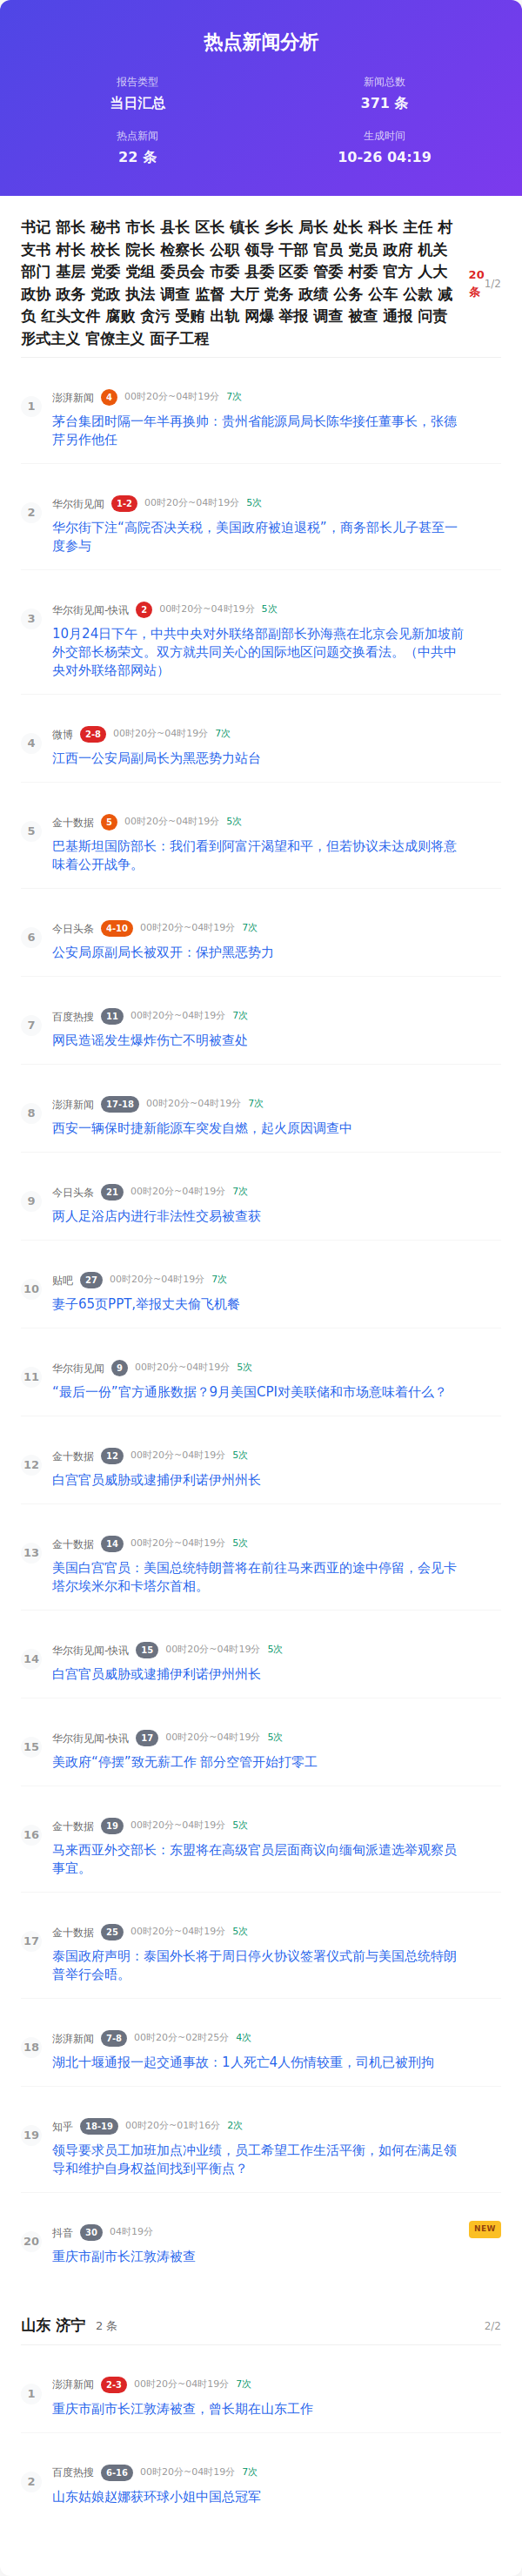 热点新闻分析
报告类型
当日汇总
新闻总数
371 条
热点新闻
22 条
生成时间
10-26 04:19
书记 部长 秘书 市长 县长 区长 镇长 乡长 局长 处长 科长 主任 村
支书 村长 校长 院长 检察长 公职 领导 干部 官员 党员 政府 机关
部门 基层 党委 党组 委员会 市委 县委 区委 管委 村委 官方 人大
政协 政务 党政 执法 调查 监督 大厅 党务 政绩 公务 公车 公款 减
负 红头文件 腐败 贪污 受贿 出轨 网爆 举报 调查 被查 通报 问责
形式主义 官僚主义 面子工程
20
条
1/2
1
澎湃新闻 4 00时20分~04时19分 7次
茅台集团时隔一年半再换帅：贵州省能源局局长陈华接任董事长，张德
芹另作他任
2
华尔街见闻 1-2 00时20分~04时19分 5次
华尔街下注“高院否决关税，美国政府被迫退税”，商务部长儿子甚至一
度参与
3
华尔街见闻-快讯 2 00时20分~04时19分 5次
10月24日下午，中共中央对外联络部副部长孙海燕在北京会见新加坡前
外交部长杨荣文。双方就共同关心的国际地区问题交换看法。（中共中
央对外联络部网站）
4
微博 2-8 00时20分~04时19分 7次
江西一公安局副局长为黑恶势力站台
5
金十数据 5 00时20分~04时19分 5次
巴基斯坦国防部长：我们看到阿富汗渴望和平，但若协议未达成则将意
味着公开战争。
6
今日头条 4-10 00时20分~04时19分 7次
公安局原副局长被双开：保护黑恶势力
7
百度热搜 11 00时20分~04时19分 7次
网民造谣发生爆炸伤亡不明被查处
8
澎湃新闻 17-18 00时20分~04时19分 7次
西安一辆保时捷新能源车突发自燃，起火原因调查中
9
今日头条 21 00时20分~04时19分 7次
两人足浴店内进行非法性交易被查获
10
贴吧 27 00时20分~04时19分 7次
妻子65页PPT,举报丈夫偷飞机餐
11
华尔街见闻 9 00时20分~04时19分 5次
“最后一份”官方通胀数据？9月美国CPI对美联储和市场意味着什么？
12
金十数据 12 00时20分~04时19分 5次
白宫官员威胁或逮捕伊利诺伊州州长
13
金十数据 14 00时20分~04时19分 5次
美国白宫官员：美国总统特朗普将在前往马来西亚的途中停留，会见卡
塔尔埃米尔和卡塔尔首相。
14
华尔街见闻-快讯 15 00时20分~04时19分 5次
白宫官员威胁或逮捕伊利诺伊州州长
15
华尔街见闻-快讯 17 00时20分~04时19分 5次
美政府“停摆”致无薪工作 部分空管开始打零工
16
金十数据 19 00时20分~04时19分 5次
马来西亚外交部长：东盟将在高级官员层面商议向缅甸派遣选举观察员
事宜。
17
金十数据 25 00时20分~04时19分 5次
泰国政府声明：泰国外长将于周日停火协议签署仪式前与美国总统特朗
普举行会晤。
18
澎湃新闻 7-8 00时20分~02时25分 4次
湖北十堰通报一起交通事故：1人死亡4人伤情较重，司机已被刑拘
19
知乎 18-19 00时20分~01时16分 2次
领导要求员工加班加点冲业绩，员工希望工作生活平衡，如何在满足领
导和维护自身权益间找到平衡点？
20
抖音 30 04时19分
NEW
重庆市副市长江敦涛被查
山东 济宁 2 条
2/2
1
澎湃新闻 2-3 00时20分~04时19分 7次
重庆市副市长江敦涛被查，曾长期在山东工作
2
百度热搜 6-16 00时20分~04时19分 7次
山东姑娘赵娜获环球小姐中国总冠军